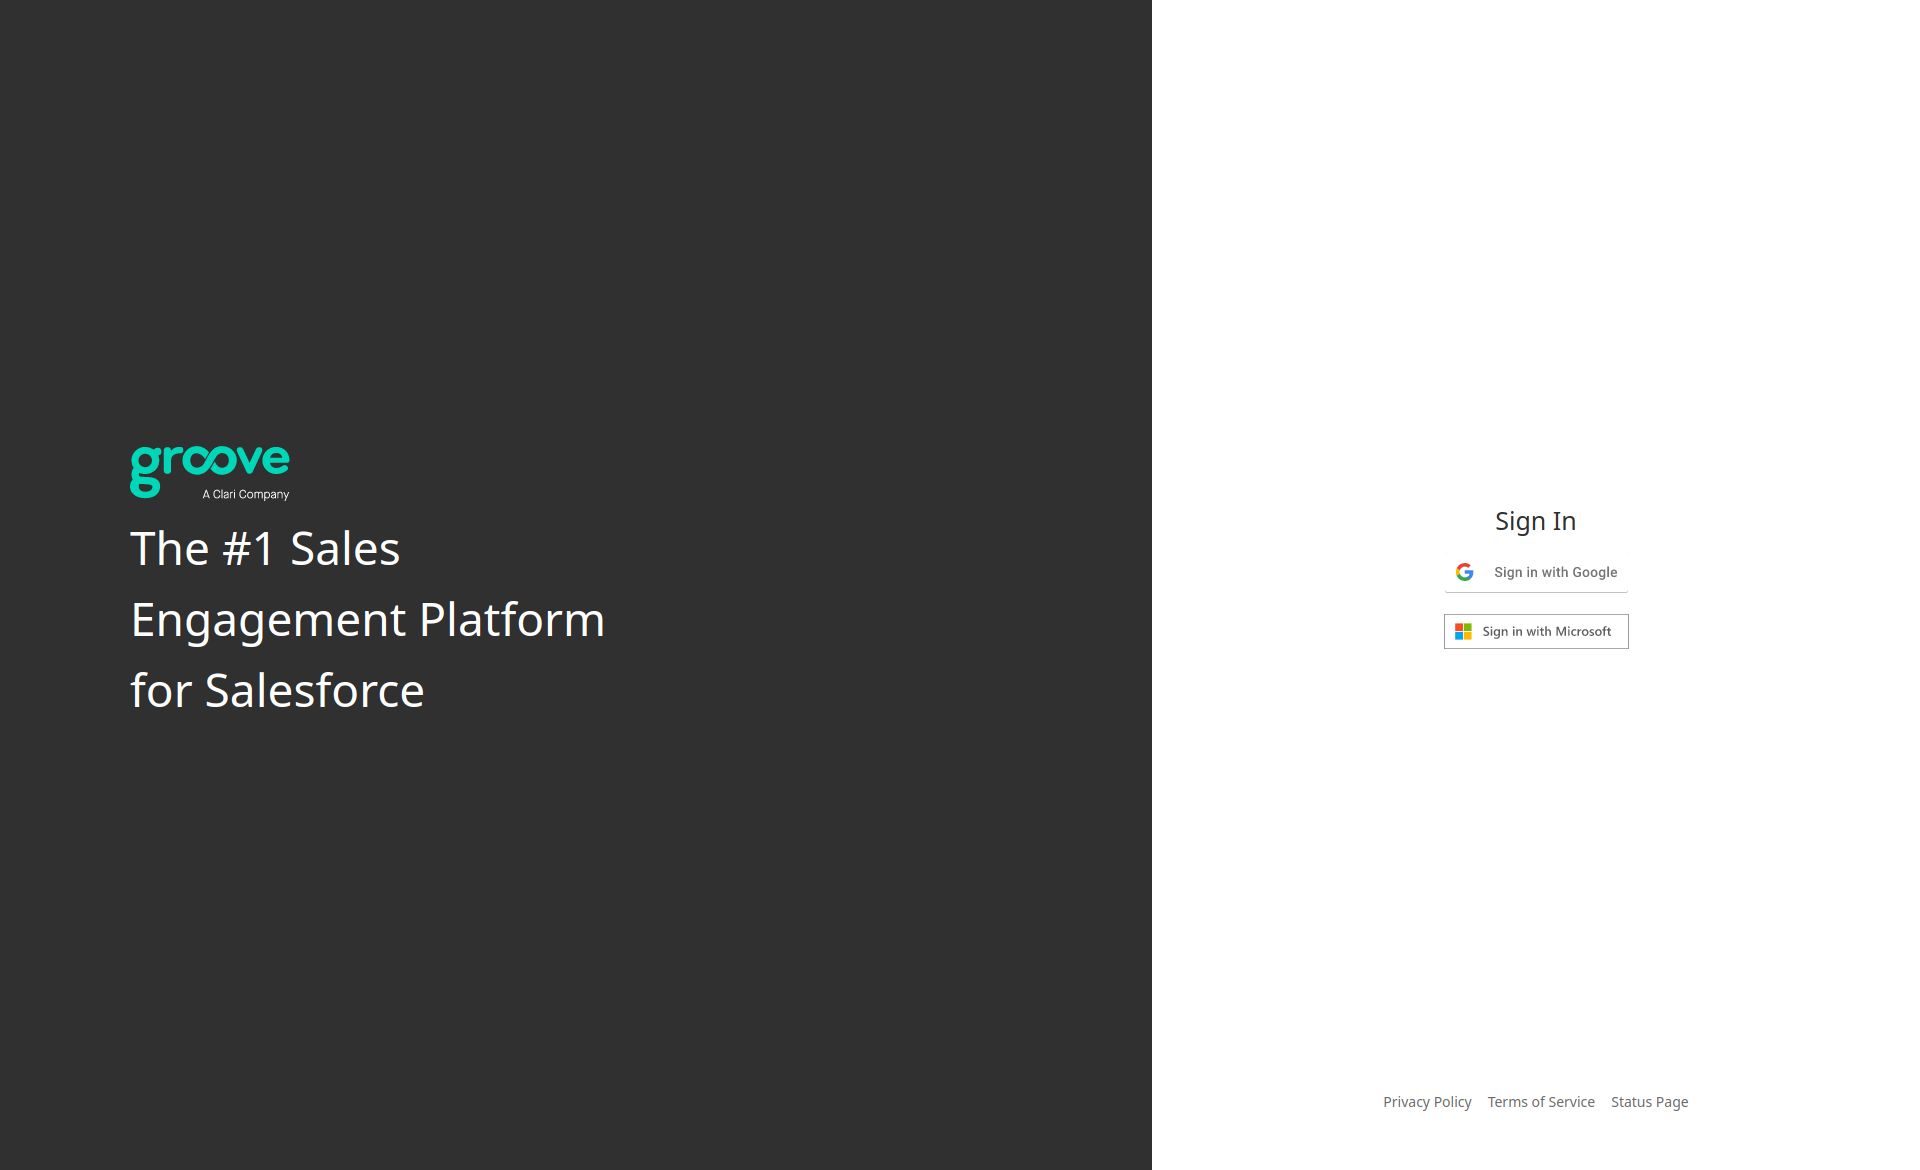 groove
A Clari Company
The #1 Sales
Engagement Platform
for Salesforce
Sign In
Sign in with Google
Sign in with Microsoft
Privacy Policy Terms of Service Status Page